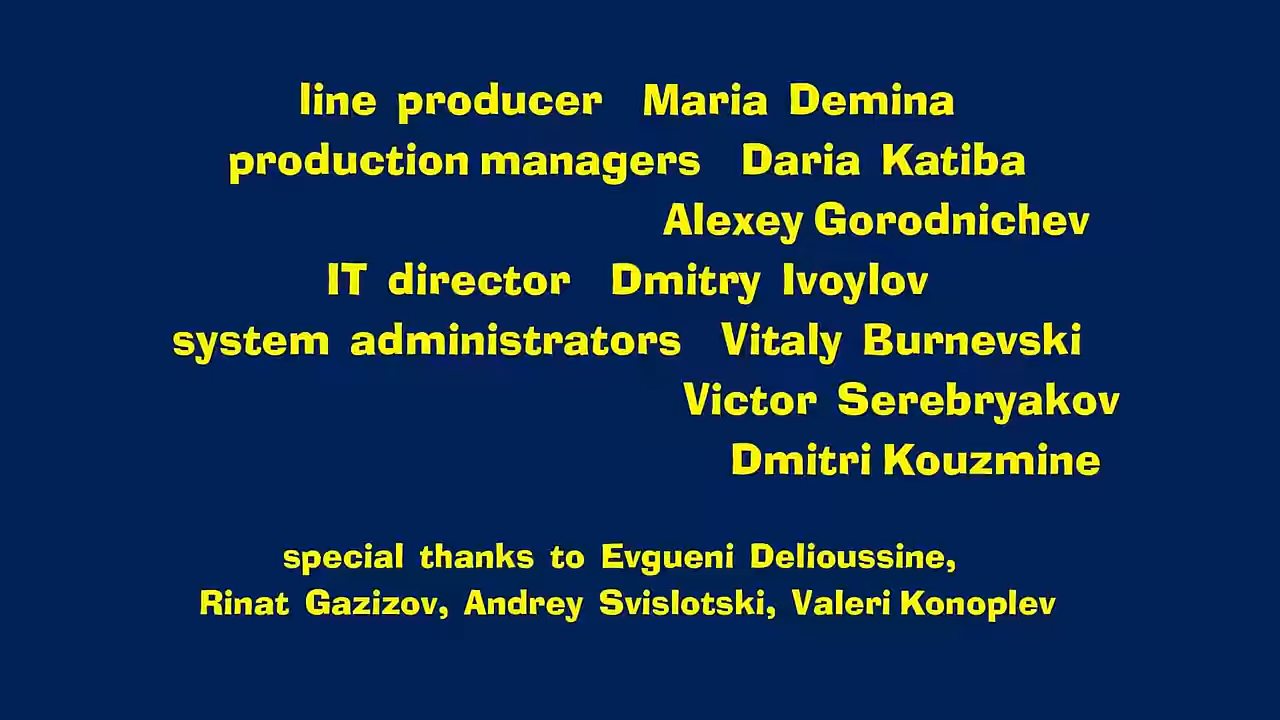 line producer Maria Demina
production managers Daria Katiba
Alexey Gorodnichev
IT director Dmitry Ivoylov
system administrators Vitaly Burnevski
Victor Serebryakov
Dmitri Kouzmine
special thanks to Evgueni Delioussine,
Rinat Gazizov, Andrey Svislotski, Valeri Konoplev